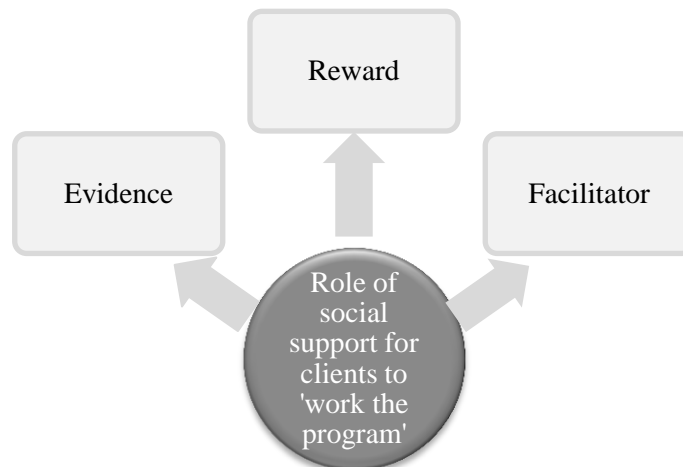 Reward
Evidence
Facilitator
Role of
social
support for
clients to
'work the
program'